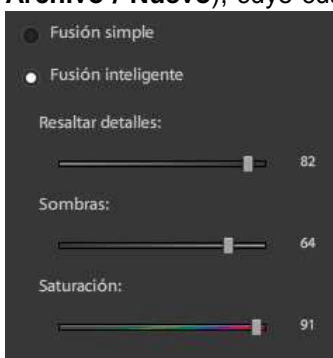 Fusión simple
Fusión inteligente
Resaltar detalles:
82
Sombras:
64
Saturación:
91